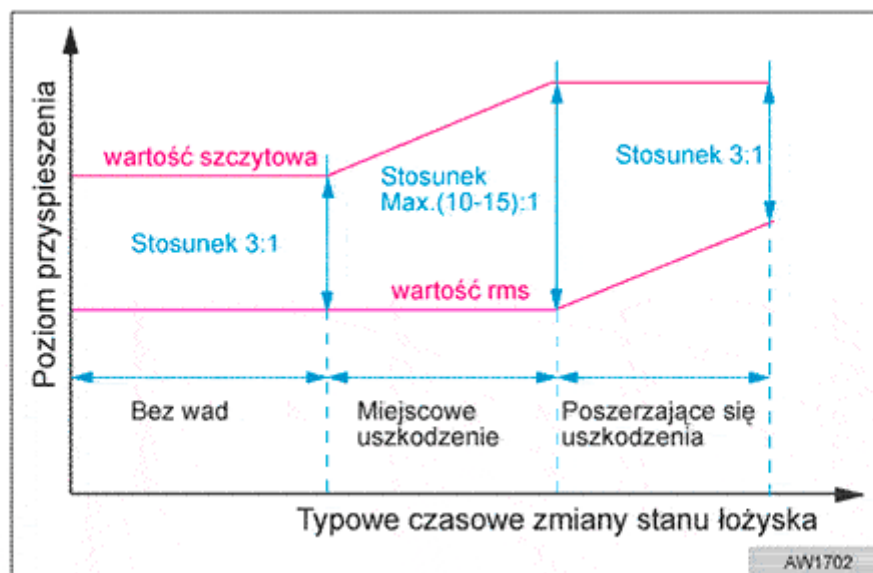 Poziom przyspieszenia
wartość szczytowa
Stosunek 3:1
Stosunek
Max.(10-15):1
Stosunek 3:1
wartość rms
Bez wad
Miejscowe
uszkodzenie
Poszerzające się
uszkodzenia
Typowe czasowe zmiany stanu łożyska
AW1702